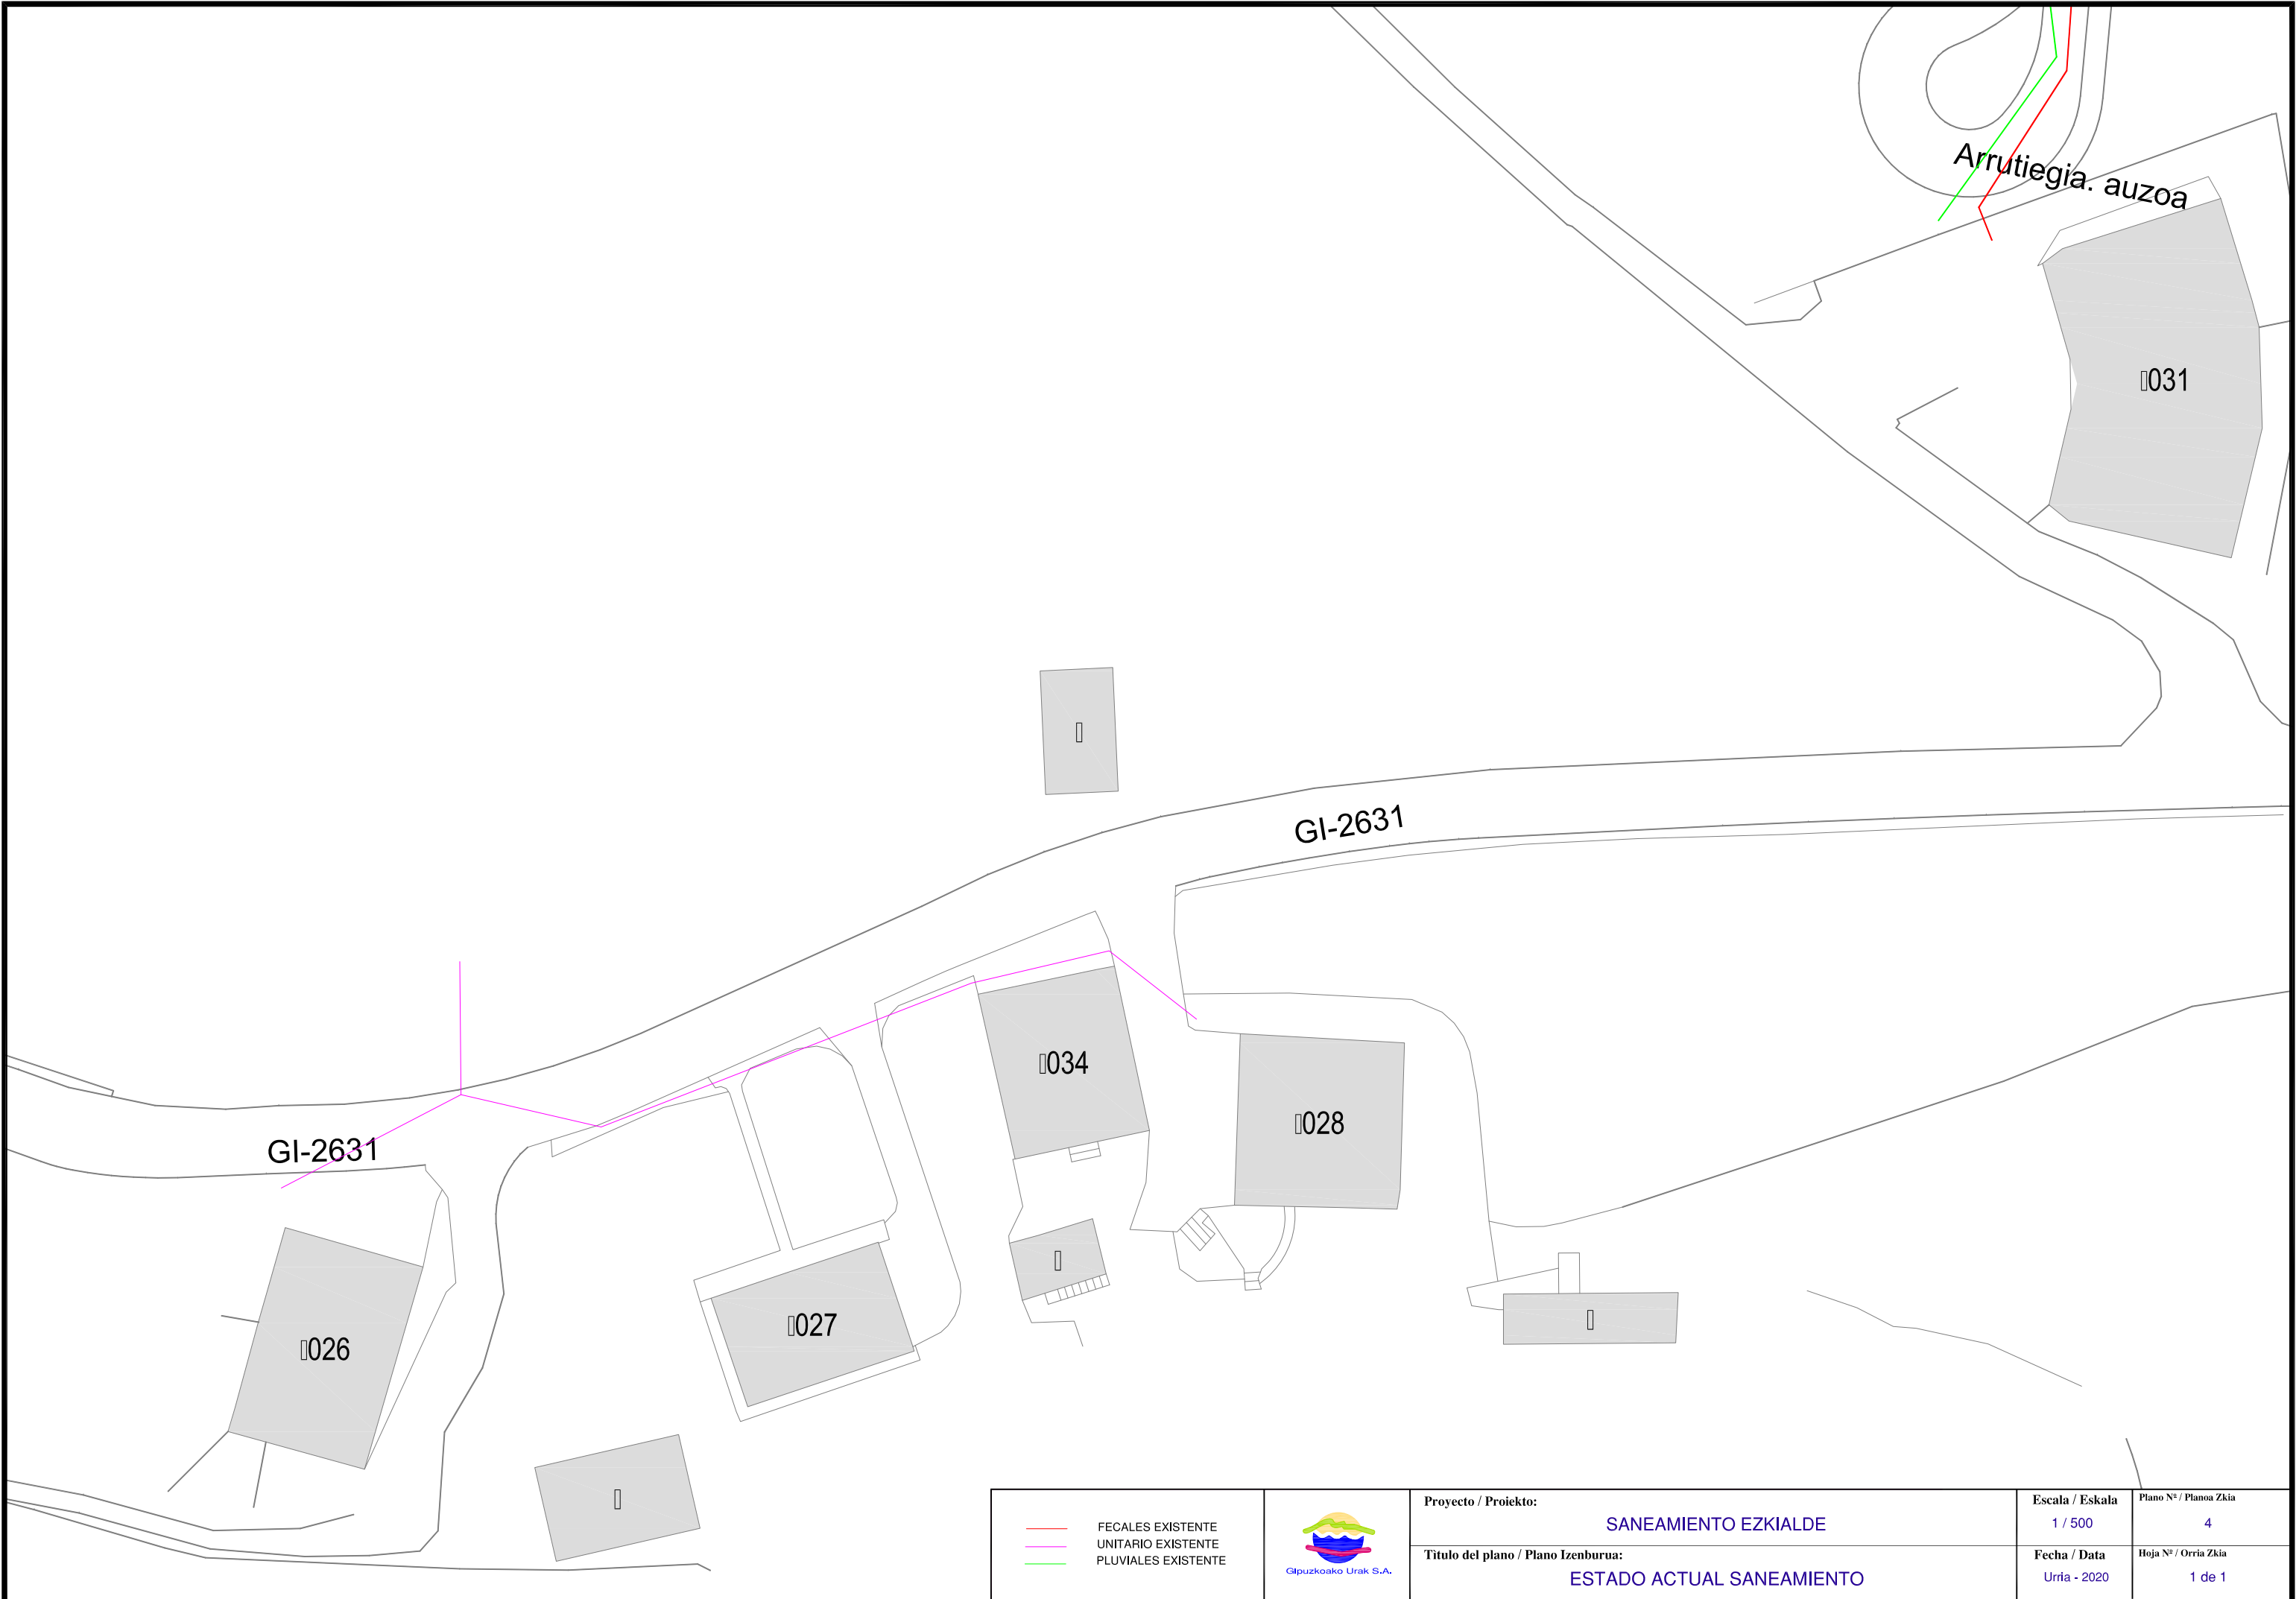 Arrutiegia. auzoa
▯031
▯
GI-2631
▯034
▯028
GI-2631
▯
▯027
▯026
▯
▯
FECALES EXISTENTE
UNITARIO EXISTENTE
PLUVIALES EXISTENTE
Gipuzkoako Urak S.A.
Proyecto / Proiekto:
SANEAMIENTO EZKIALDE
Titulo del plano / Plano Izenburua:
ESTADO ACTUAL SANEAMIENTO
Escala / Eskala
1 / 500
Plano Nº / Planoa Zkia
4
Fecha / Data
Urria - 2020
Hoja Nº / Orria Zkia
1 de 1